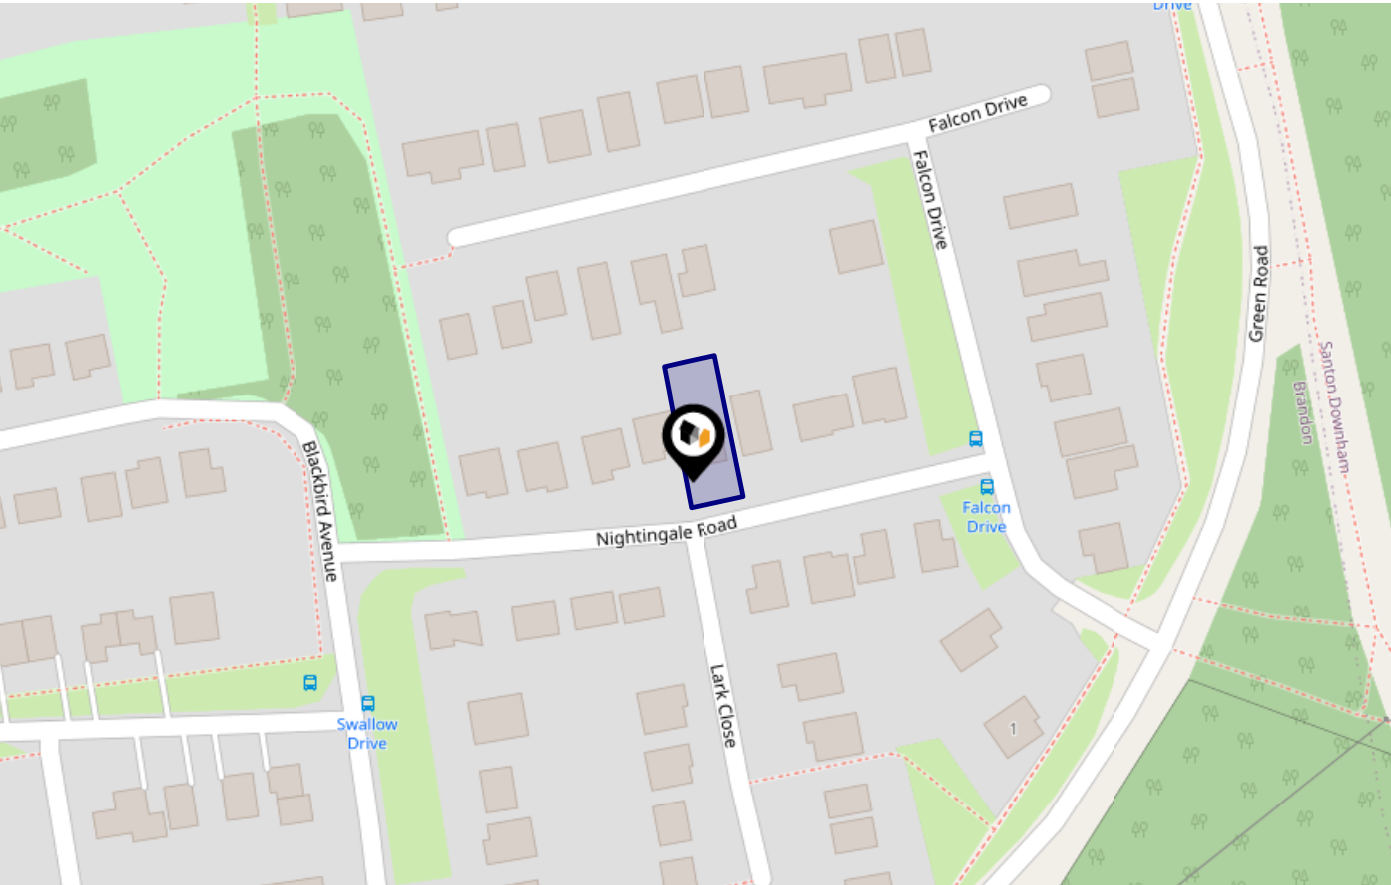 Drive
Falcon Drive
Falcon Drive
Green Road
Santon Downham
Brandon
Blackbird Avenue
Nightingale Road
Falcon
Drive
Lark Close
Swallow
Drive
1